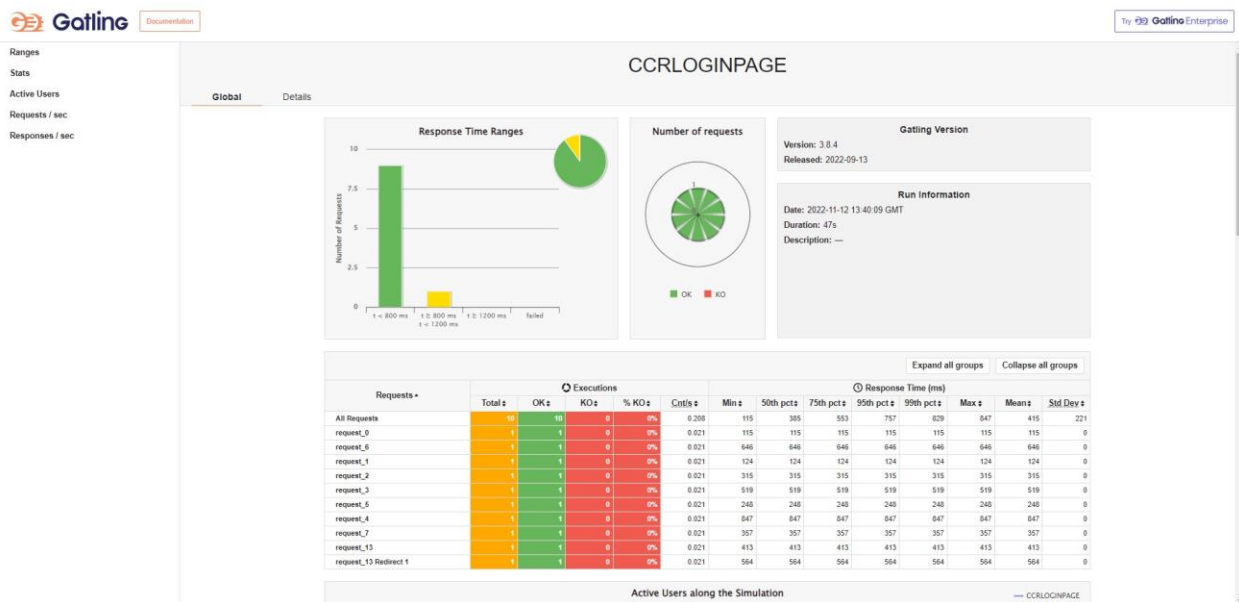 Gatling Documentation Try Gatling Enterprise
Ranges
Stats
Active Users
Requests / sec
Responses / sec
CCRLOGINPAGE
Global Details
Response Time Ranges
Number of Requests
10
7.5
5
2.5
0
t < 800 ms
t ≥ 800 ms
t < 1200 ms
t ≥ 1200 ms
failed
Number of requests
1
OK KO
Gatling Version
Version: 3.8.4
Released: 2022-09-13
Run Information
Date: 2022-11-12 13:40:09 GMT
Duration: 47s
Description: —
Expand all groups Collapse all groups
Requests Executions Response Time (ms)
Total OK KO % KO Cnt/s Min 50th pct 75th pct 95th pct 99th pct Max Mean Std Dev
All Requests 10 10 0 0% 0.208 115 385 553 757 829 847 415 221
request_0 1 1 0 0% 0.021 115 115 115 115 115 115 115 0
request_6 1 1 0 0% 0.021 646 646 646 646 646 646 646 0
request_1 1 1 0 0% 0.021 124 124 124 124 124 124 124 0
request_2 1 1 0 0% 0.021 315 315 315 315 315 315 315 0
request_3 1 1 0 0% 0.021 519 519 519 519 519 519 519 0
request_5 1 1 0 0% 0.021 248 248 248 248 248 248 248 0
request_4 1 1 0 0% 0.021 847 847 847 847 847 847 847 0
request_7 1 1 0 0% 0.021 357 357 357 357 357 357 357 0
request_13 1 1 0 0% 0.021 413 413 413 413 413 413 413 0
request_13 Redirect 1 1 1 0 0% 0.021 564 564 564 564 564 564 564 0
Active Users along the Simulation
CCRLOGINPAGE